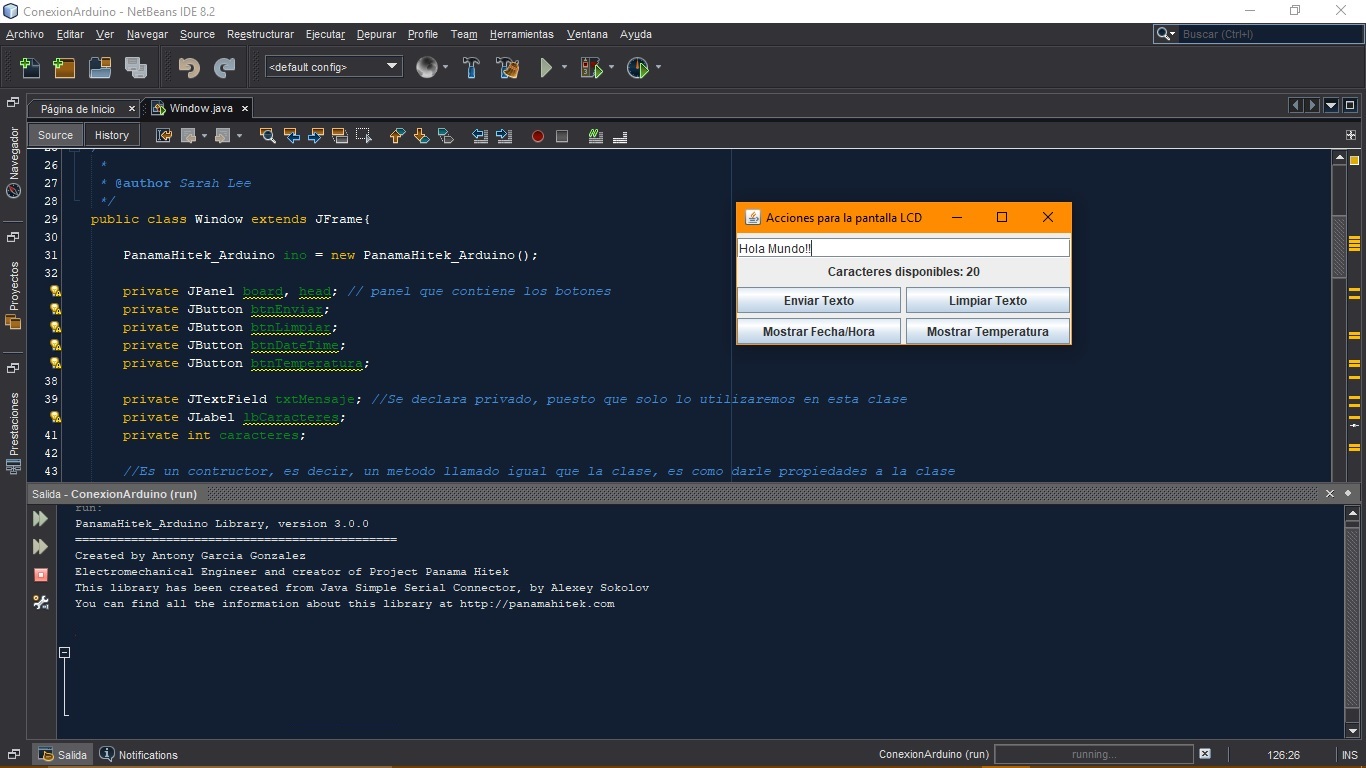 ConexionArduino - NetBeans IDE 8.2
Archivo Editar Ver Navegar Source Reestructurar Ejecutar Depurar Profile Team Herramientas Ventana Ayuda
Buscar (Ctrl+I)
<default config>
Página de Inicio
Window.java
Source History
Navegador
Proyectos
Prestaciones
26 *
27 * @author Sarah Lee
28 */
29 public class Window extends JFrame{
30
31 PanamaHitek_Arduino ino = new PanamaHitek_Arduino();
32
private JPanel board, head; // panel que contiene los botones
private JButton btnEnviar;
private JButton btnLimpiar;
private JButton btnDateTime;
private JButton btnTemperatura;
38
39 private JTextField txtMensaje; //Se declara privado, puesto que solo lo utilizaremos en esta clase
private JLabel lbCaracteres;
41 private int caracteres;
42
43 //Es un contructor, es decir, un metodo llamado igual que la clase, es como darle propiedades a la clase
Acciones para la pantalla LCD
Hola Mundo!!
Caracteres disponibles: 20
Enviar Texto Limpiar Texto
Mostrar Fecha/Hora Mostrar Temperatura
Salida - ConexionArduino (run)
run:
PanamaHitek_Arduino Library, version 3.0.0
==============================================
Created by Antony Garcia Gonzalez
Electromechanical Engineer and creator of Project Panama Hitek
This library has been created from Java Simple Serial Connector, by Alexey Sokolov
You can find all the information about this library at http://panamahitek.com
Salida Notifications
ConexionArduino (run) running... 126:26 INS